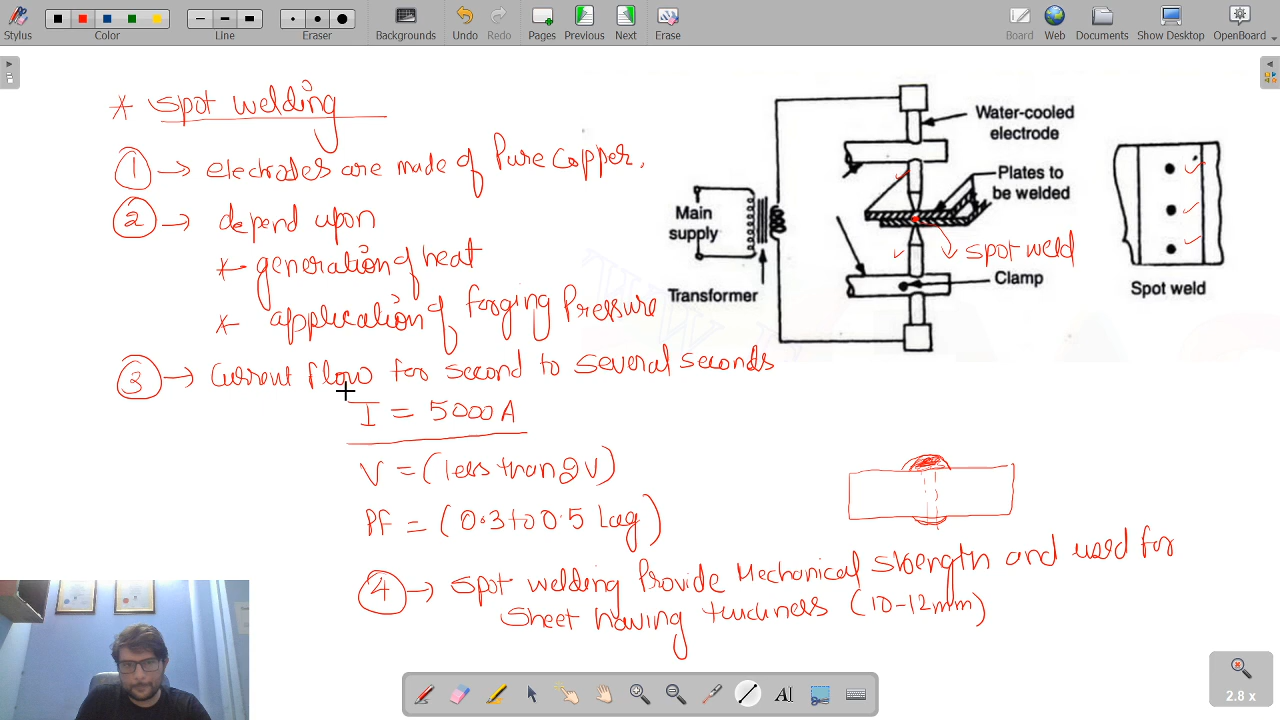 Stylus
Color
Line
Eraser
Backgrounds
Undo
Redo
Pages
Previous
Next
Erase
Board
Web
Documents
Show Desktop
OpenBoard
* Spot welding
1 → electrodes are made of Pure Copper.
2 → depend upon
* generation of heat
* application of forging Pressure
3 → Current flow for second to several seconds
I = 5000 A
V = (less than 2 V)
PF = (0.3 to 0.5 Lag)
4 → Spot welding Provide Mechanical strength and used for
Sheet having thickness (10-12mm)
Water-cooled
electrode
Plates to
be welded
Main
supply
Spot weld
Clamp
Transformer
Spot weld
2.8 x